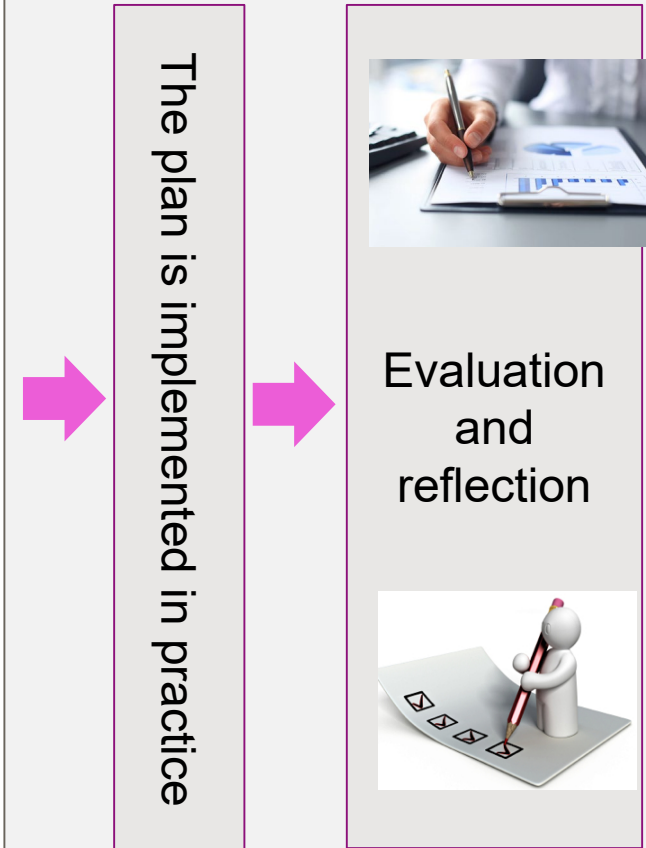 The plan is implemented in practice
Evaluation
and
reflection